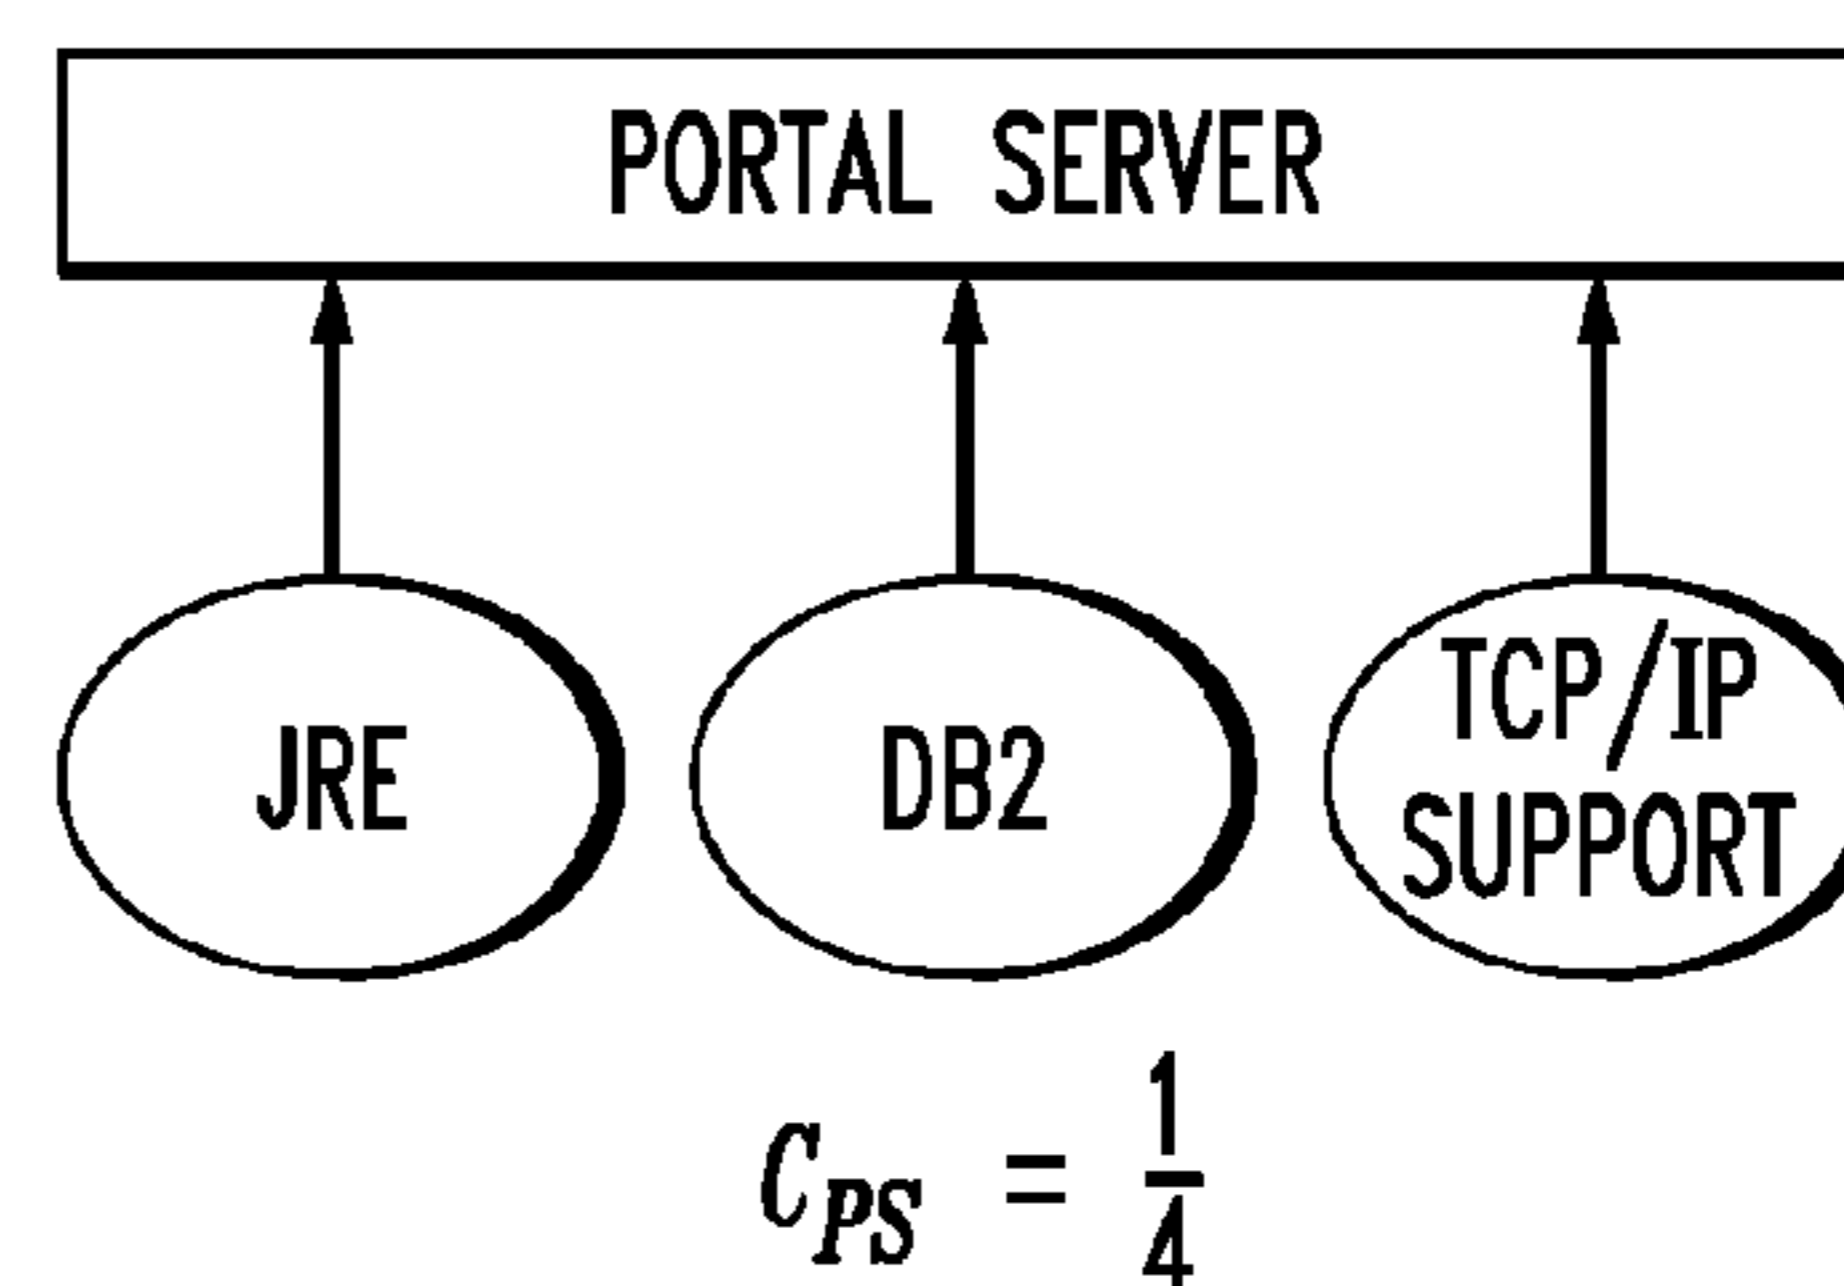 PORTAL SERVER
JRE
DB2
TCP/IP
SUPPORT
C_PS = 1/4